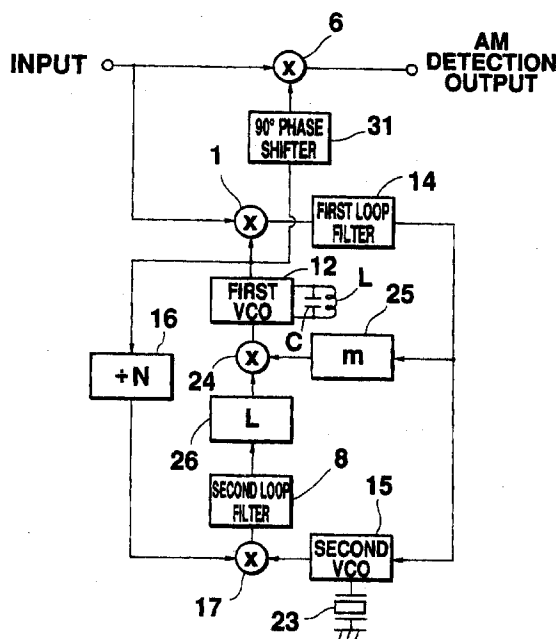 6
INPUT
AM
DETECTION
OUTPUT
90° PHASE
SHIFTER
31
1
14
FIRST LOOP
FILTER
12
L
25
FIRST
VCO
C
16
÷N
24
m
L
26
8
SECOND LOOP
FILTER
15
SECOND
VCO
17
23
X
X
X
X